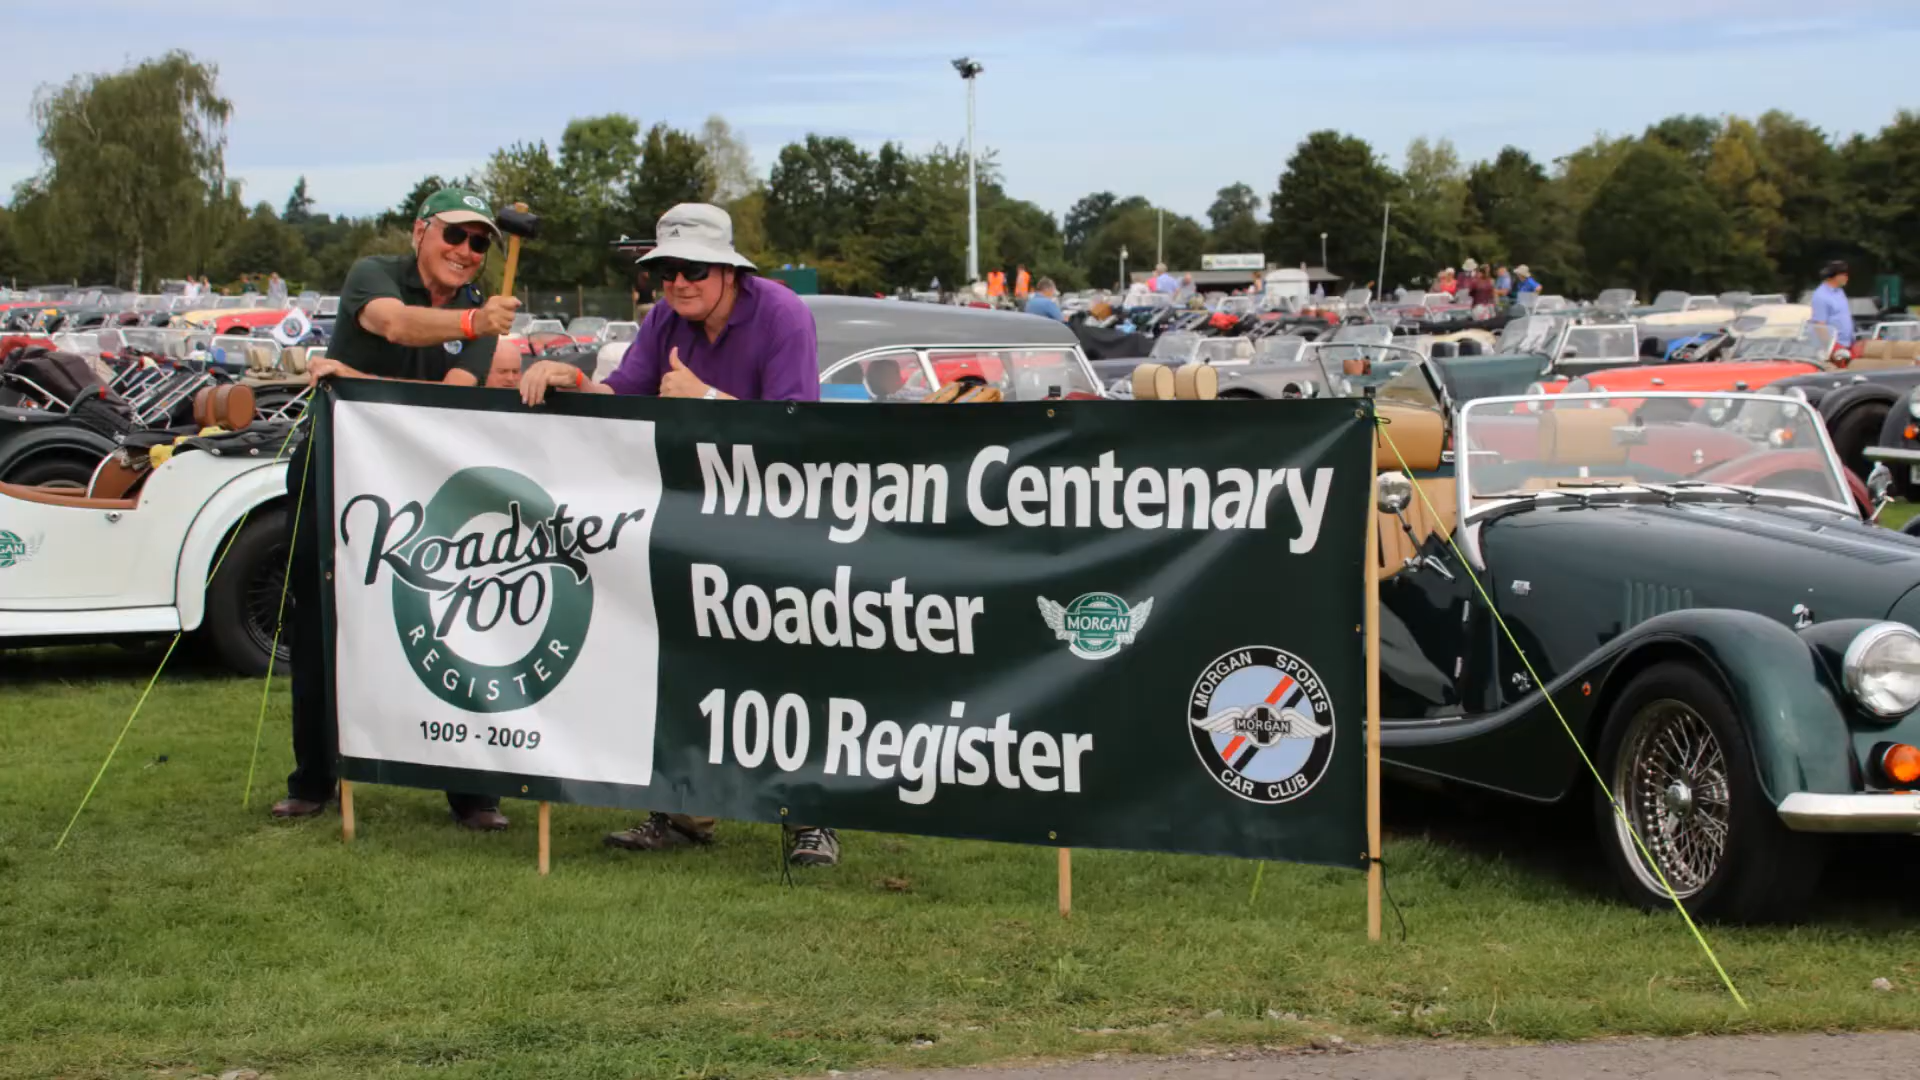 Roadster
100
REGISTER
1909 - 2009
Morgan Centenary
Roadster
100 Register
MORGAN
MORGAN SPORTS
MORGAN
CAR CLUB